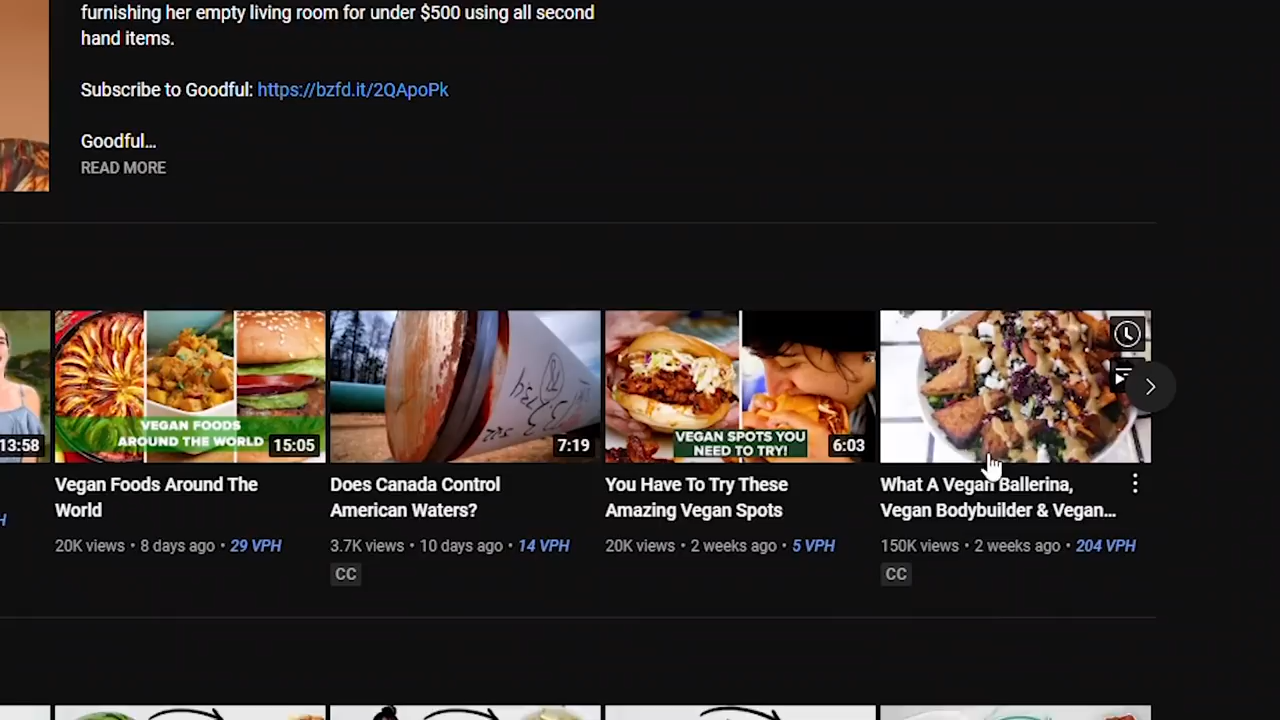 furnishing her empty living room for under $500 using all second
hand items.
Subscribe to Goodful: https://bzfd.it/2QApoPk
Goodful...
READ MORE
13:58
VEGAN FOODS
AROUND THE WORLD
15:05
7:19
VEGAN SPOTS YOU
NEED TO TRY!
6:03
Vegan Foods Around The
World
20K views • 8 days ago • 29 VPH
Does Canada Control
American Waters?
3.7K views • 10 days ago • 14 VPH
CC
You Have To Try These
Amazing Vegan Spots
20K views • 2 weeks ago • 5 VPH
What A Vegan Ballerina,
Vegan Bodybuilder & Vegan...
150K views • 2 weeks ago • 204 VPH
CC